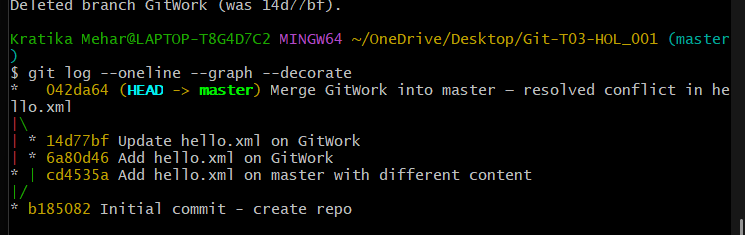 Deleted branch GitWork (was 14d77bf).
Kratika Mehar@LAPTOP-T8G4D7C2 MINGW64 ~/OneDrive/Desktop/Git-T03-HOL_001 (master
)
$ git log --oneline --graph --decorate
*   042da64 (HEAD -> master) Merge GitWork into master – resolved conflict in he
llo.xml
|\
| * 14d77bf Update hello.xml on GitWork
| * 6a80d46 Add hello.xml on GitWork
* | cd4535a Add hello.xml on master with different content
|/
* b185082 Initial commit - create repo